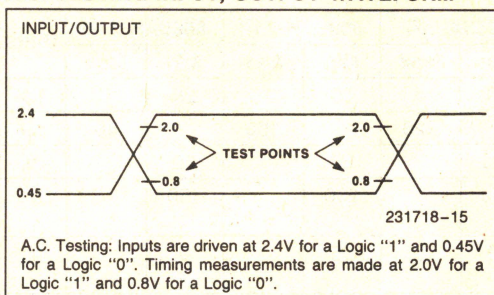 INPUT/OUTPUT
2.4
2.0
2.0
TEST POINTS
0.8
0.8
0.45
231718-15
A.C. Testing: Inputs are driven at 2.4V for a Logic "1" and 0.45V
for a Logic "0". Timing measurements are made at 2.0V for a
Logic "1" and 0.8V for a Logic "0".